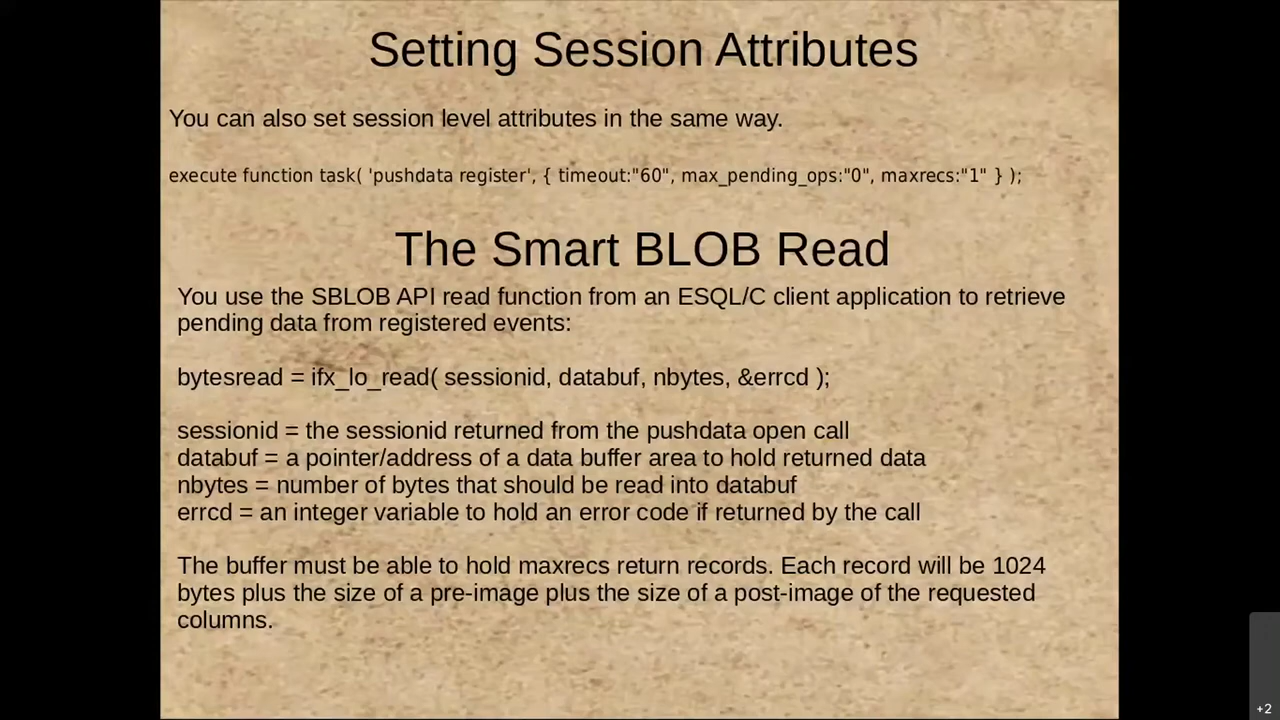 Setting Session Attributes
You can also set session level attributes in the same way.
execute function task( 'pushdata register', { timeout:"60", max_pending_ops:"0", maxrecs:"1" } );
The Smart BLOB Read
You use the SBLOB API read function from an ESQL/C client application to retrieve
pending data from registered events:
bytesread = ifx_lo_read( sessionid, databuf, nbytes, &errcd );
sessionid = the sessionid returned from the pushdata open call
databuf = a pointer/address of a data buffer area to hold returned data
nbytes = number of bytes that should be read into databuf
errcd = an integer variable to hold an error code if returned by the call
The buffer must be able to hold maxrecs return records. Each record will be 1024
bytes plus the size of a pre-image plus the size of a post-image of the requested
columns.
+2